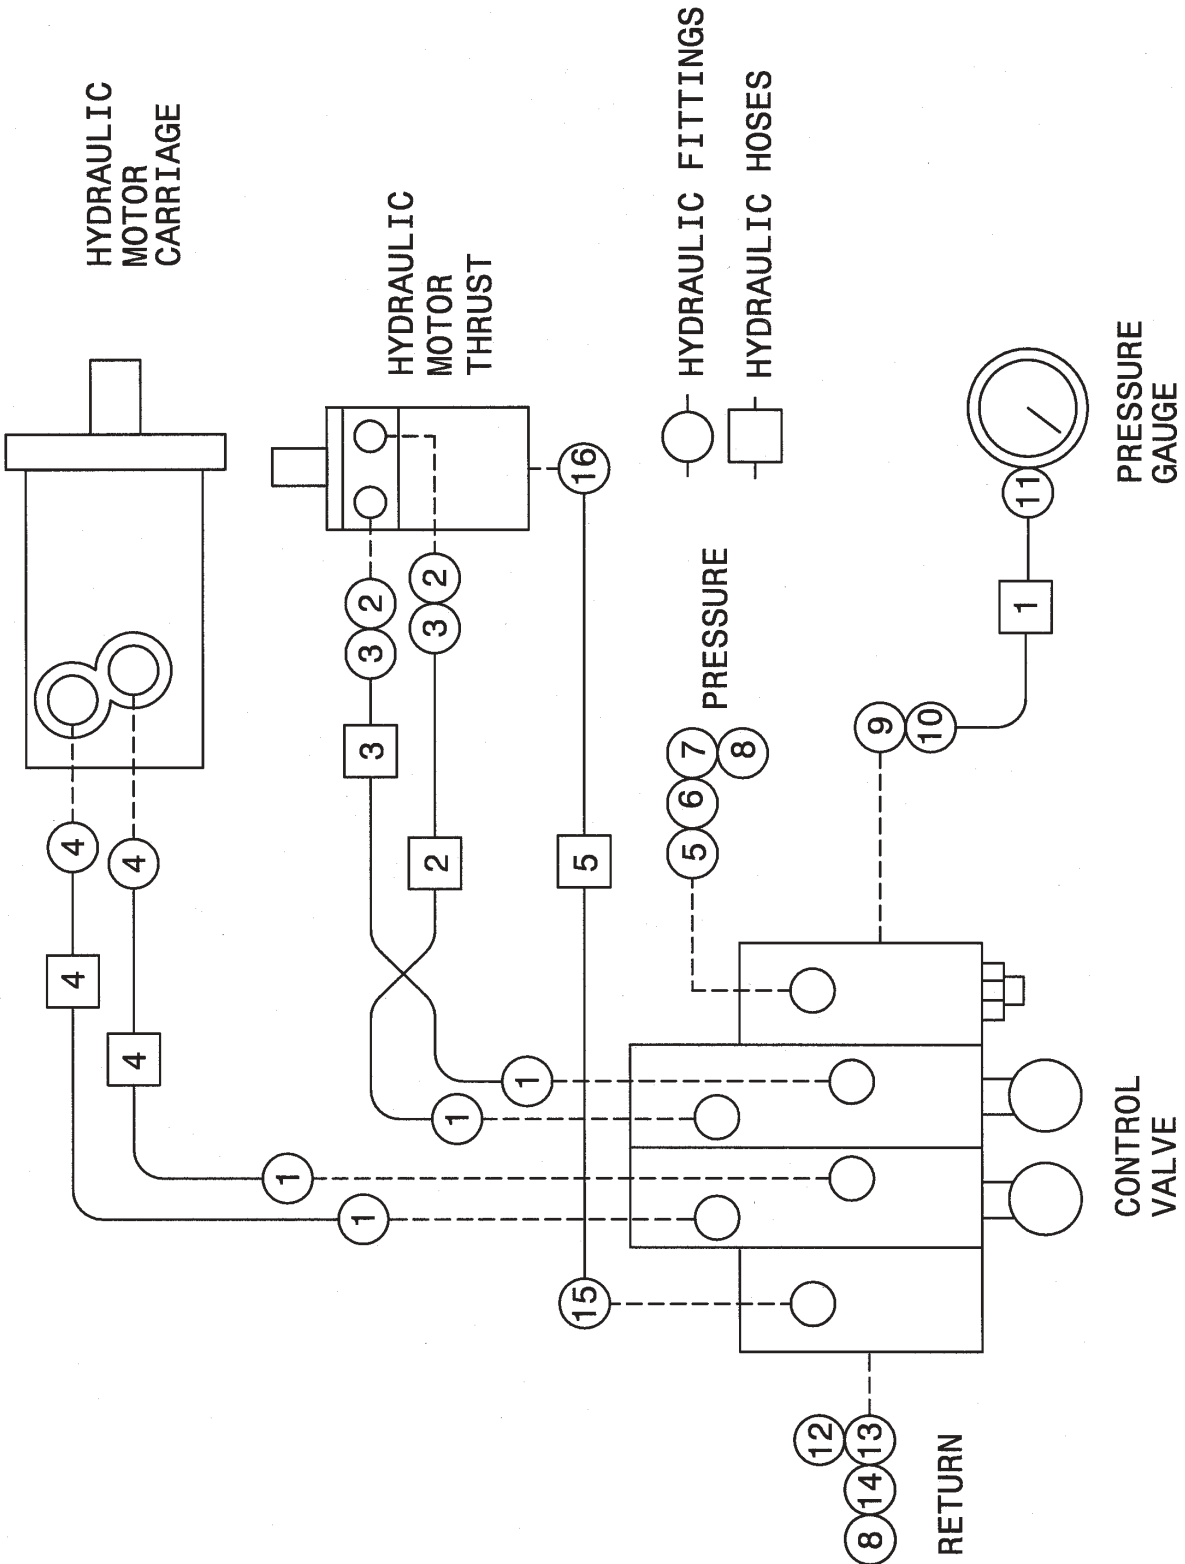 HYDRAULIC
MOTOR
CARRIAGE
HYDRAULIC
MOTOR
THRUST
HYDRAULIC FITTINGS
HYDRAULIC HOSES
PRESSURE
GAUGE
PRESSURE
CONTROL
VALVE
RETURN
4
4
4
4
1
1
2
3
3
2
3
2
1
1
16
5
15
5
6
7
8
9
10
1
11
12
13
14
8